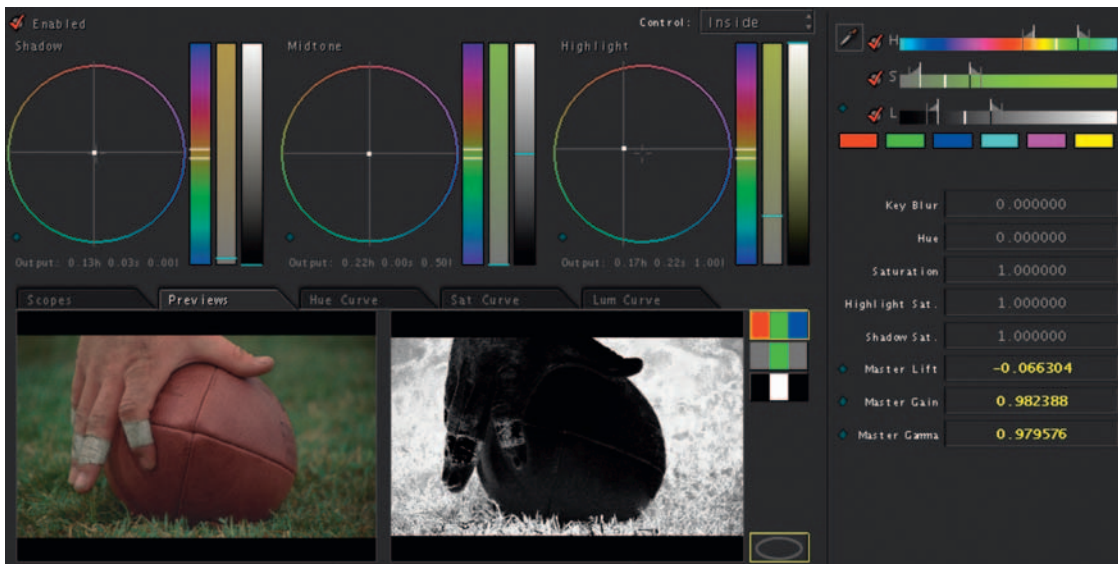 Enabled
Control: Inside
Shadow
Midtone
Highlight
H
S
L
Output: 0.13h 0.03s 0.00l
Output: 0.22h 0.00s 0.50l
Output: 0.17h 0.22s 1.00l
Scopes
Previews
Hue Curve
Sat Curve
Lum Curve
Key Blur 0.000000
Hue 0.000000
Saturation 1.000000
Highlight Sat. 1.000000
Shadow Sat. 1.000000
Master Lift -0.066304
Master Gain 0.982388
Master Gamma 0.979576